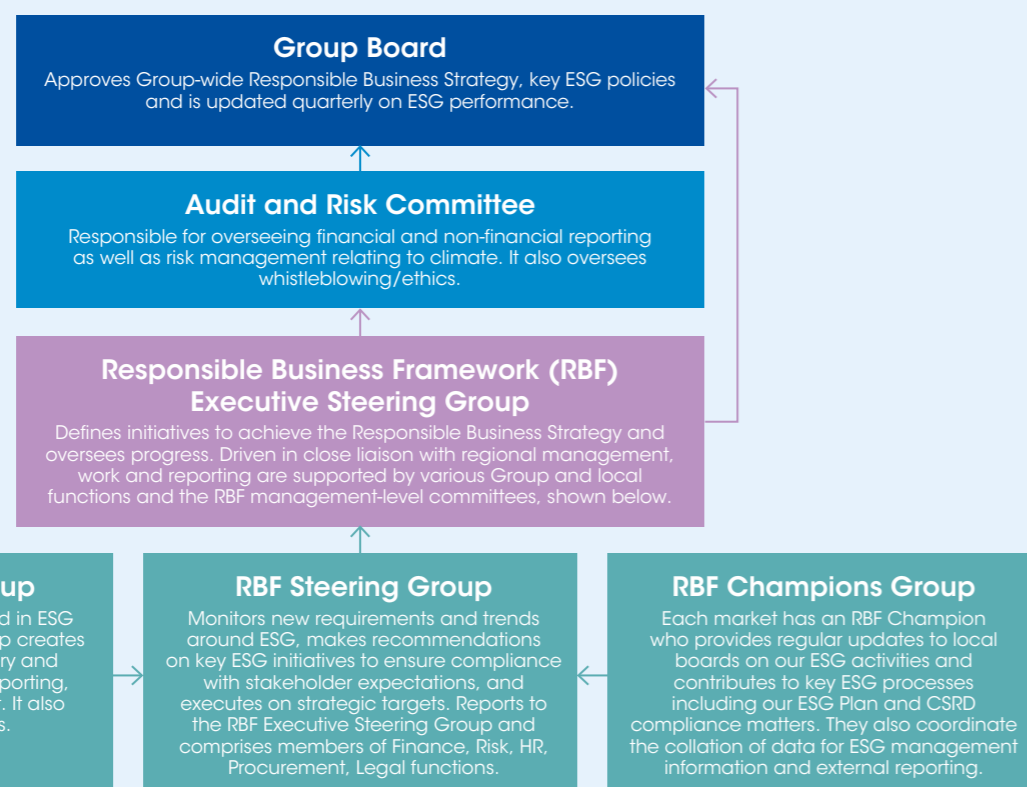 Group Board
Approves Group-wide Responsible Business Strategy, key ESG policies
and is updated quarterly on ESG performance.
Audit and Risk Committee
Responsible for overseeing financial and non-financial reporting
as well as risk management relating to climate. It also oversees
whistleblowing/ethics.
Responsible Business Framework (RBF)
Executive Steering Group
Defines initiatives to achieve the Responsible Business Strategy and
oversees progress. Driven in close liaison with regional management,
work and reporting are supported by various Group and local
functions and the RBF management-level committees, shown below.
in ESG
creates
and
It also
RBF Steering Group
Monitors new requirements and trends
around ESG, makes recommendations
on key ESG initiatives to ensure compliance
with stakeholder expectations, and
executes on strategic targets. Reports to
the RBF Executive Steering Group and
comprises members of Finance, Risk, HR,
Procurement, Legal functions.
RBF Champions Group
Each market has an RBF Champion
who provides regular updates to local
boards on our ESG activities and
contributes to key ESG processes
including our ESG Plan and CSRD
compliance matters. They also coordinate
the collation of data for ESG management
information and external reporting.